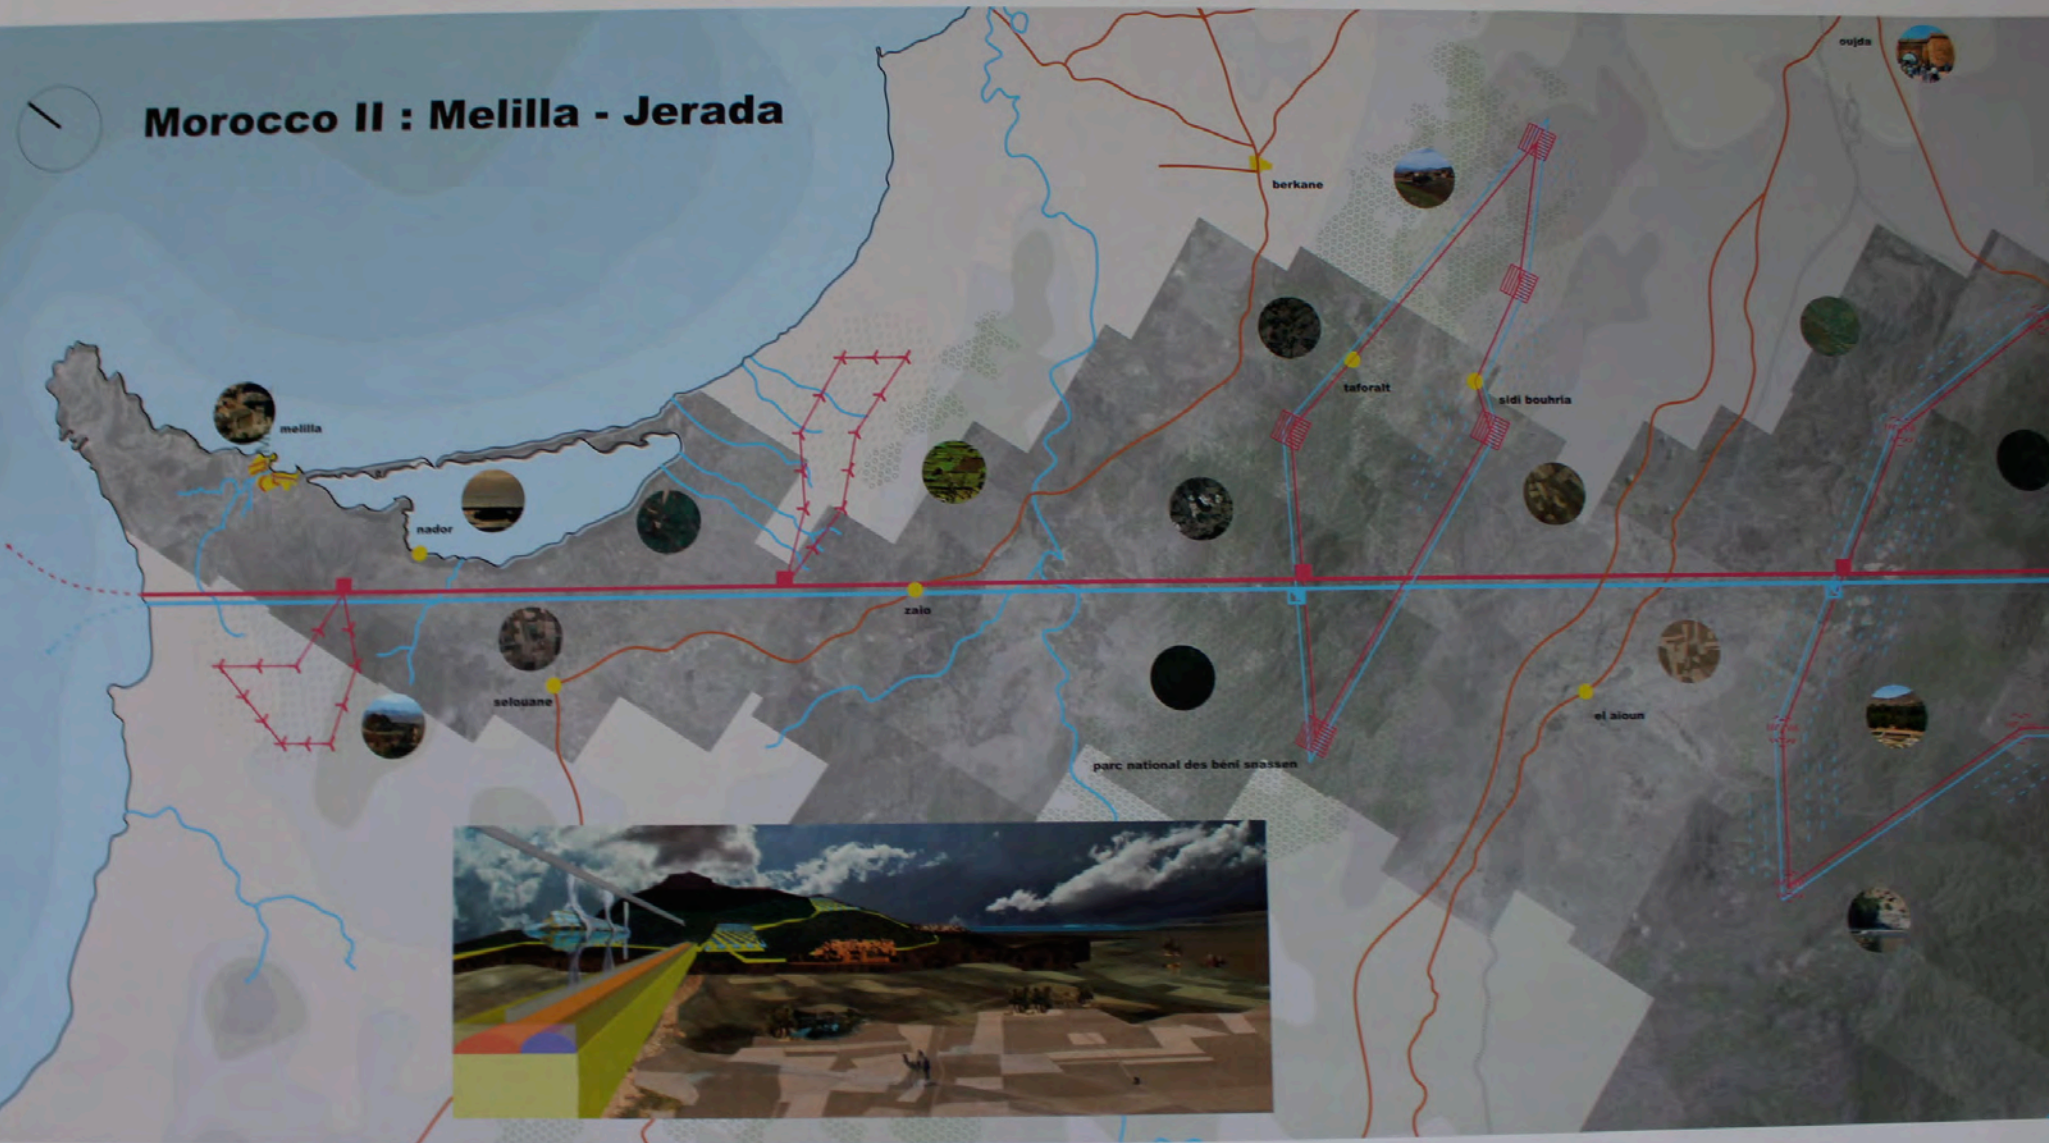 oujda
Morocco II : Melilla - Jerada
berkane
taforalt
sidi bouhria
melilla
nador
zaio
selouane
el aioun
parc national des beni snassen